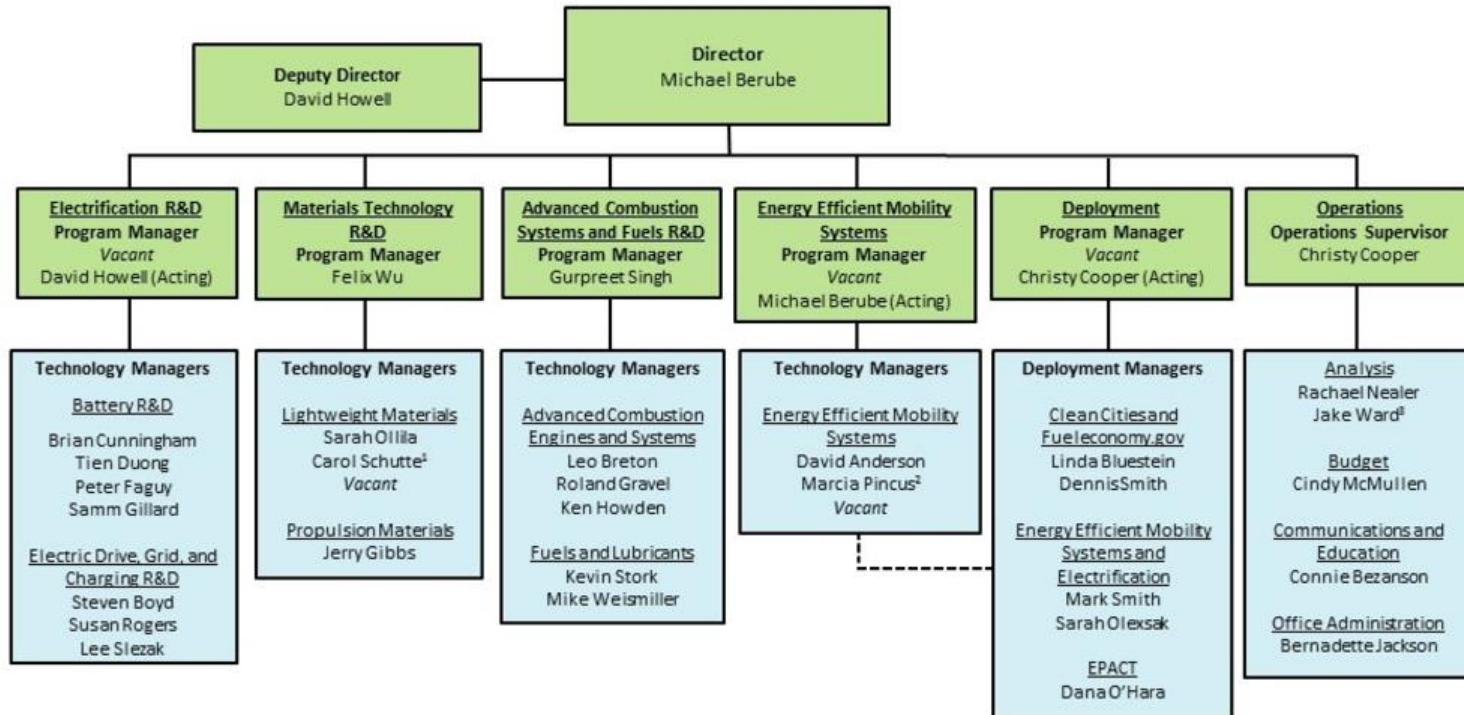 Director
Michael Berube
Deputy Director
David Howell
Electrification R&D
Program Manager
Vacant
David Howell (Acting)
Materials Technology
R&D
Program Manager
Felix Wu
Advanced Combustion
Systems and Fuels R&D
Program Manager
Gurpreet Singh
Energy Efficient Mobility
Systems
Program Manager
Vacant
Michael Berube (Acting)
Deployment
Program Manager
Vacant
Christy Cooper (Acting)
Operations
Operations Supervisor
Christy Cooper
Technology Managers
Battery R&D
Brian Cunningham
Tien Duong
Peter Faguy
Samm Gillard
Electric Drive, Grid, and
Charging R&D
Steven Boyd
Susan Rogers
Lee Slezak
Technology Managers
Lightweight Materials
Sarah Ollila
Carol Schutte¹
Vacant
Propulsion Materials
Jerry Gibbs
Technology Managers
Advanced Combustion
Engines and Systems
Leo Breton
Roland Gravel
Ken Howden
Fuels and Lubricants
Kevin Stork
Mike Weismiller
Technology Managers
Energy Efficient Mobility
Systems
David Anderson
Marcia Pincus²
Vacant
Deployment Managers
Clean Cities and
Fueleconomy.gov
Linda Bluestein
Dennis Smith
Energy Efficient Mobility
Systems and
Electrification
Mark Smith
Sarah Olexsak
EPACT
Dana O'Hara
Analysis
Rachael Nealer
Jake Ward³
Budget
Cindy McMullen
Communications and
Education
Connie Bezanson
Office Administration
Bernadette Jackson